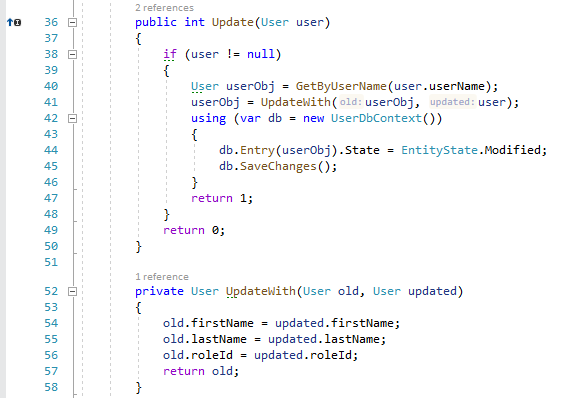 2 references
36 public int Update(User user)
37 {
38 if (user != null)
39 {
40 User userObj = GetByUserName(user.userName);
41 userObj = UpdateWith(old: userObj, updated: user);
42 using (var db = new UserDbContext())
43 {
44 db.Entry(userObj).State = EntityState.Modified;
45 db.SaveChanges();
46 }
47 return 1;
48 }
49 return 0;
50 }
51
1 reference
52 private User UpdateWith(User old, User updated)
53 {
54 old.firstName = updated.firstName;
55 old.lastName = updated.lastName;
56 old.roleId = updated.roleId;
57 return old;
58 }